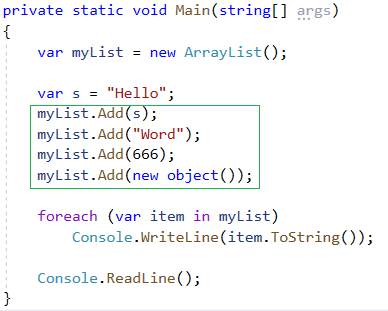 private static void Main(string[] args)
{
    var myList = new ArrayList();

    var s = "Hello";
    myList.Add(s);
    myList.Add("Word");
    myList.Add(666);
    myList.Add(new object());

    foreach (var item in myList)
        Console.WriteLine(item.ToString());

    Console.ReadLine();
}